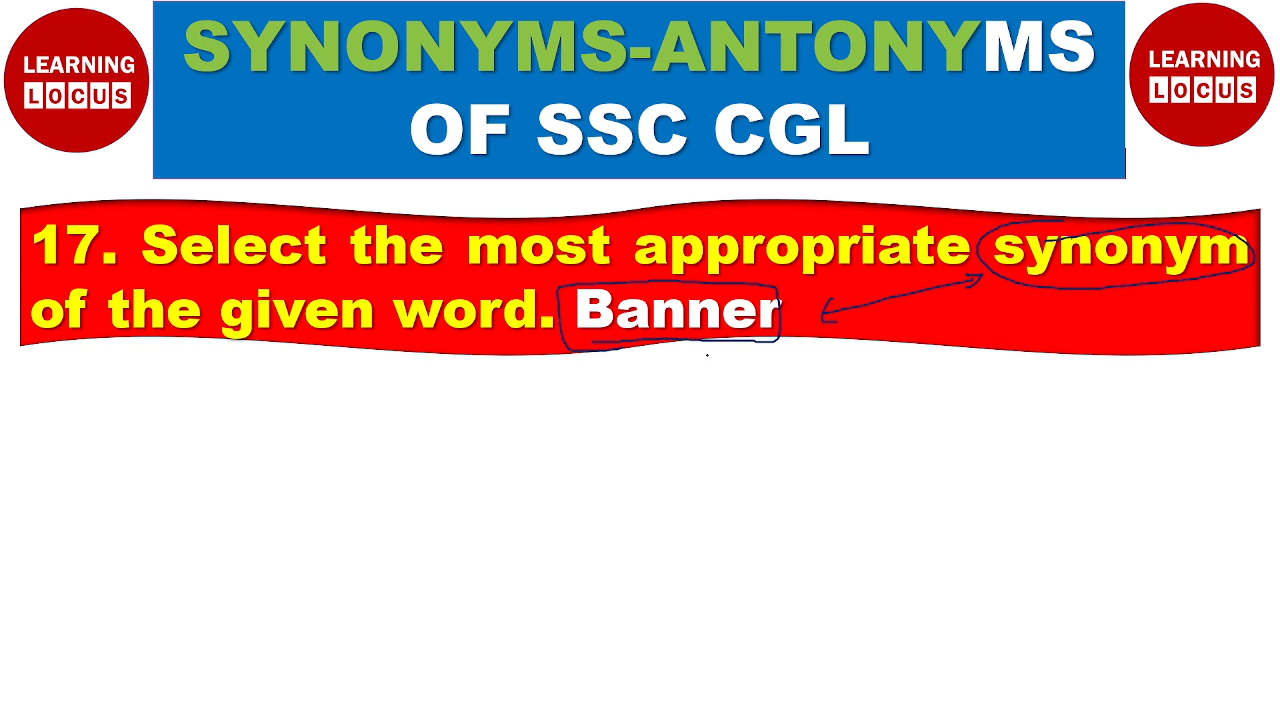 SYNONYMS-ANTONYMS
OF SSC CGL
LEARNING
LOCUS
LEARNING
LOCUS
17. Select the most appropriate synonym
of the given word. Banner